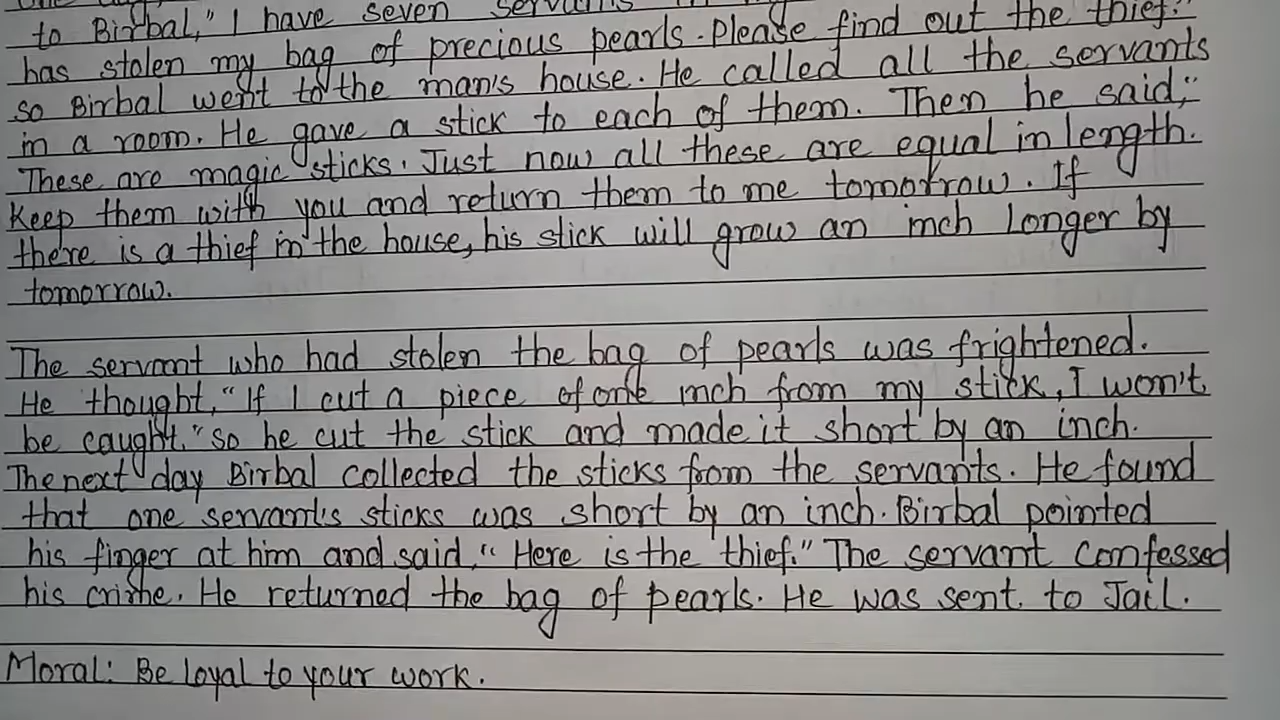 to Birbal," I have seven servants
has stolen my bag of precious pearls. Please find out the thief."
so Birbal went to the man's house. He called all the servants
in a room. He gave a stick to each of them. Then he said,"
These are magic sticks. Just now all these are equal in length.
Keep them with you and return them to me tomorrow. If
there is a thief in the house, his stick will grow an inch longer by
tomorrow.
The servant who had stolen the bag of pearls was frightened.
He thought, "If I cut a piece of one inch from my stick, I won't
be caught." so he cut the stick and made it short by an inch.
The next day Birbal collected the sticks from the servants. He found
that one servant's sticks was short by an inch. Birbal pointed
his finger at him and said, "Here is the thief." The servant confessed
his crime. He returned the bag of pearls. He was sent to Jail.
Moral: Be loyal to your work.